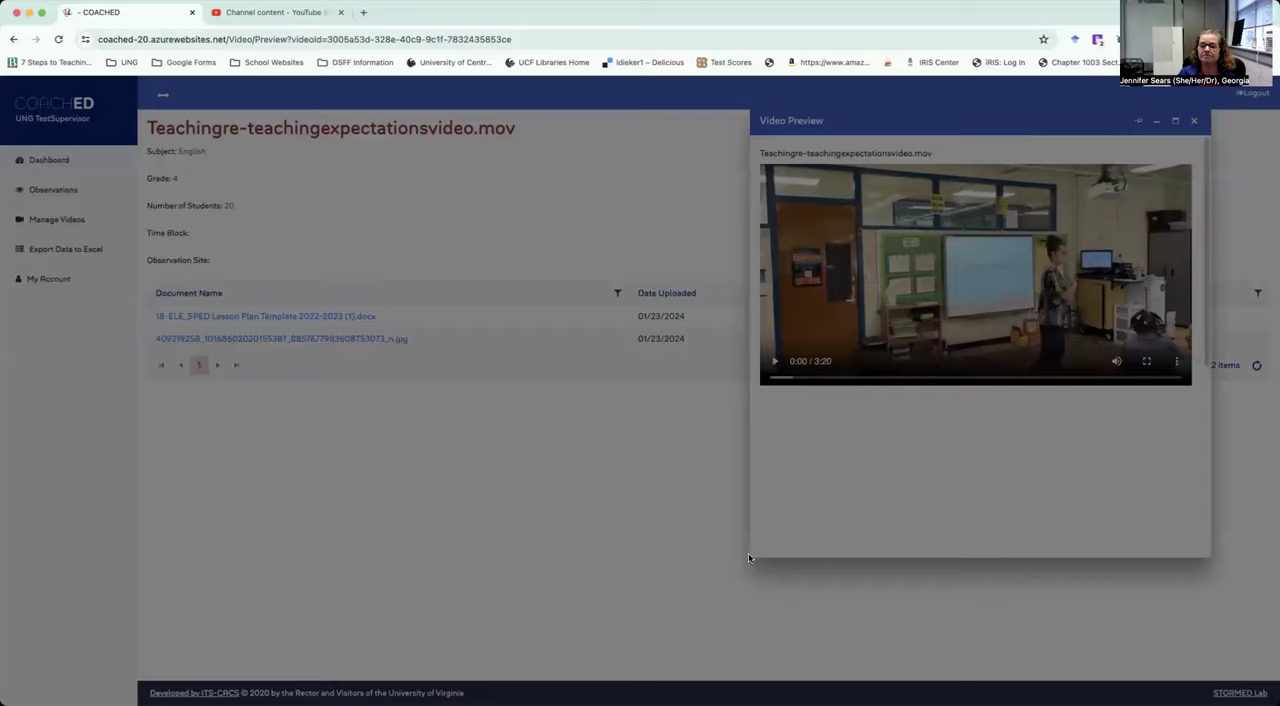 - COACHED
Channel content - YouTube S
coached-20.azurewebsites.net/Video/Preview?videoId=3005a53d-328e-40c9-9c1f-7832435853ce
7 Steps to Teachin... UNG Google Forms School Websites DSFF Information University of Centr... UCF Libraries Home Idieker1 – Delicious Test Scores https://www.amaz... IRIS Center IRIS: Log In Chapter 1003 Sect...
Jennifer Sears (She/Her/Dr), Georgia
COACHED
UNG TestSupervisor
Logout
Dashboard
Observations
Manage Videos
Export Data to Excel
My Account
Teachingre-teachingexpectationsvideo.mov
Subject: English
Grade: 4
Number of Students: 20
Time Block:
Observation Site:
Document Name Date Uploaded
18-ELE_SPED Lesson Plan Template 2022-2023 (1).docx 01/23/2024
409219258_10168602020155387_8857677983608753073_n.jpg 01/23/2024
1
2 items
Video Preview
Teachingre-teachingexpectationsvideo.mov
0:00 / 3:20
Developed by ITS-CACS © 2020 by the Rector and Visitors of the University of Virginia
STORMED Lab